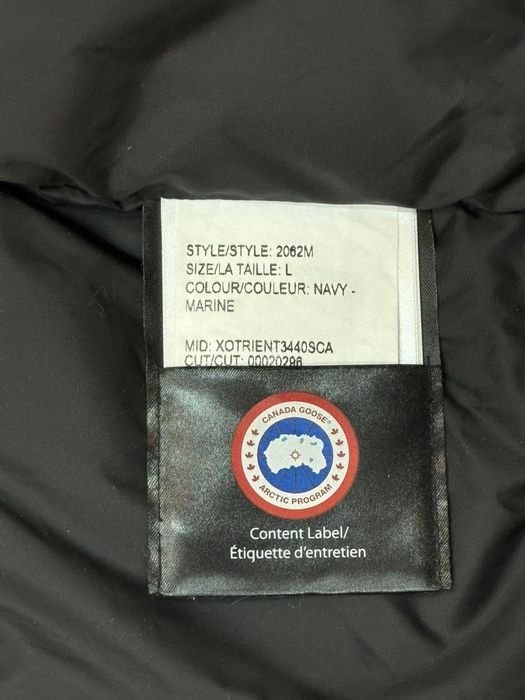 STYLE/STYLE: 2062M
SIZE/LA TAILLE: L
COLOUR/COULEUR: NAVY -
MARINE
MID: XOTRIENT3440SCA
CUT/CUT: 00020296
CANADA GOOSE®
ARCTIC PROGRAM
Content Label/
Étiquette d'entretien